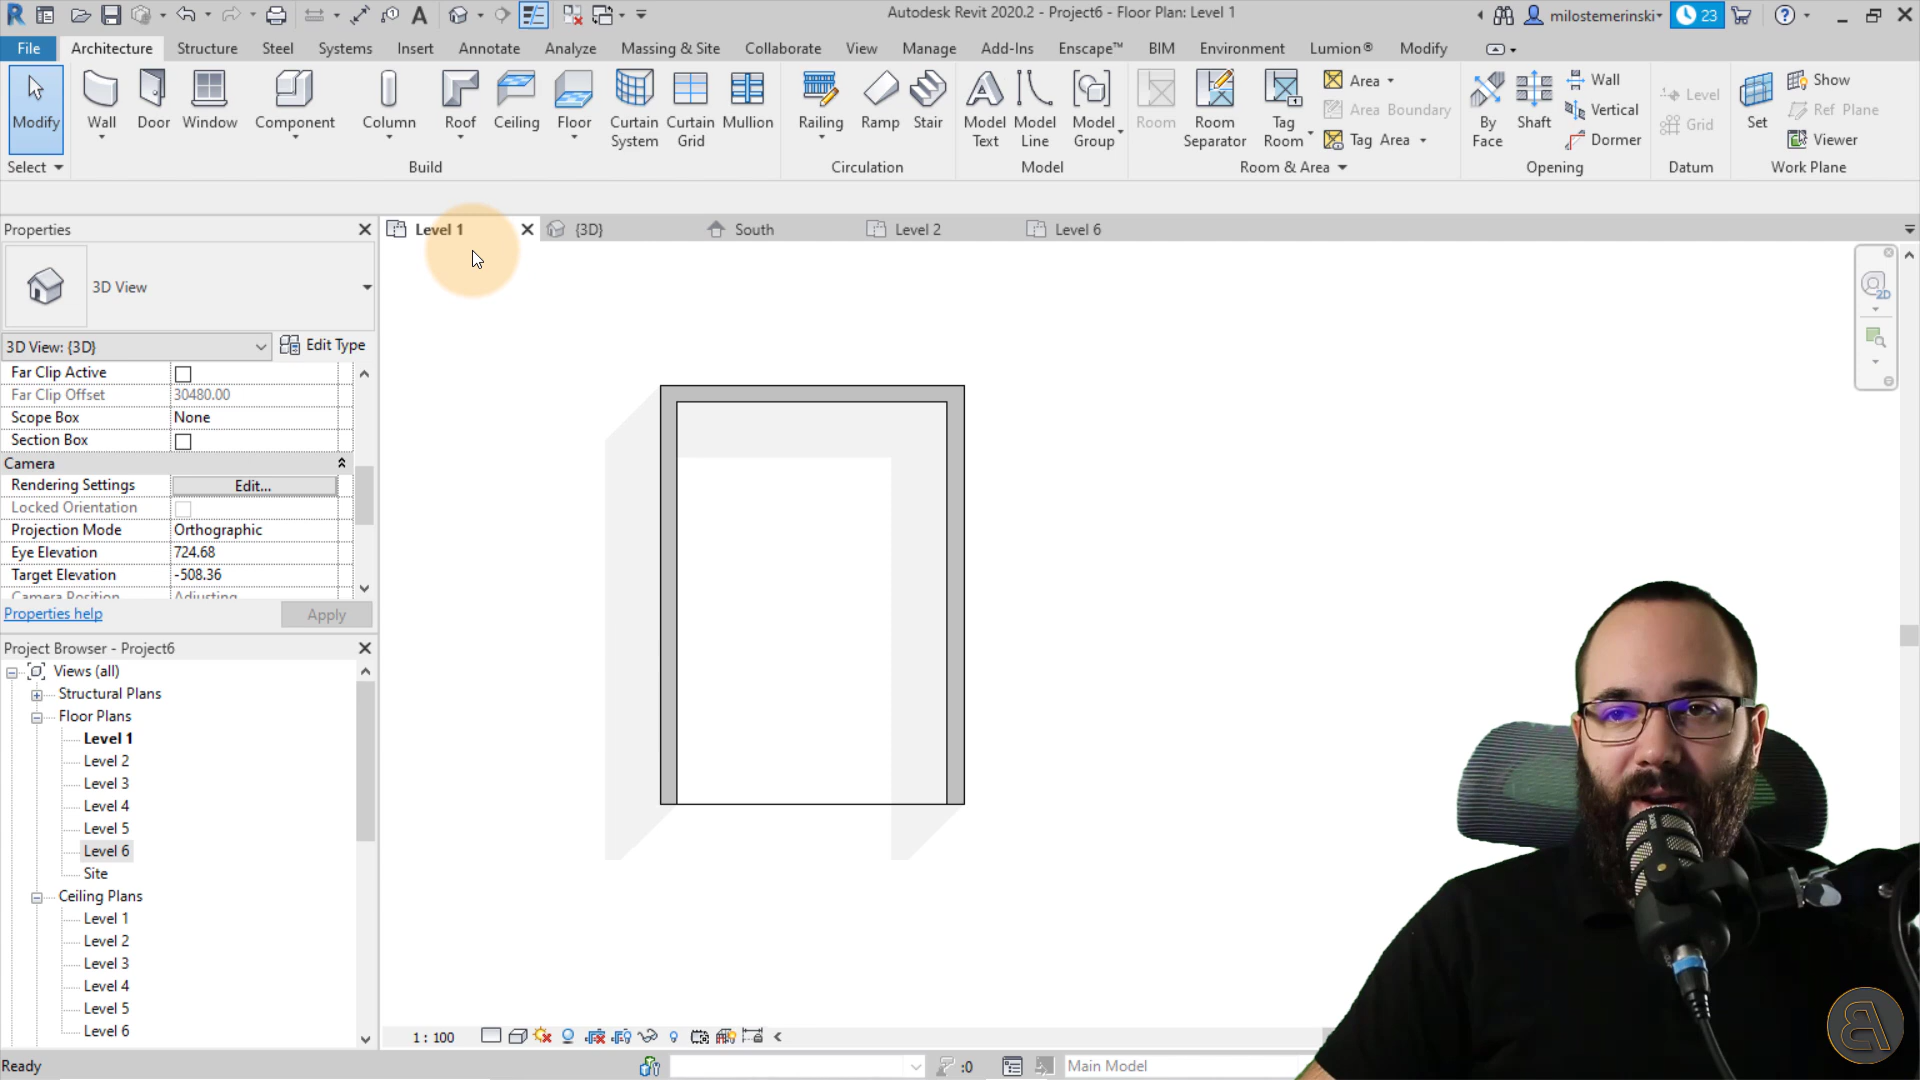 Autodesk Revit 2020.2 - Project6 - Floor Plan: Level 1
milostemerinski
23
File Architecture Structure Steel Systems Insert Annotate Analyze Massing & Site Collaborate View Manage Add-Ins Enscape™ BIM Environment Lumion® Modify
Modify Wall Door Window Component Column Roof Ceiling Floor Curtain System Curtain Grid Mullion Railing Ramp Stair Model Text Model Line Model Group Room Room Separator Tag Room
Area
Area Boundary
Tag Area
By Face Shaft
Wall
Vertical
Dormer
Level
Grid
Set
Show
Ref Plane
Viewer
Select Build Circulation Model Room & Area Opening Datum Work Plane
Properties
Level 1 {3D} South Level 2 Level 6
3D View
3D View: {3D} Edit Type
Far Clip Active
Far Clip Offset 30480.00
Scope Box None
Section Box
Camera
Rendering Settings Edit...
Locked Orientation
Projection Mode Orthographic
Eye Elevation 724.68
Target Elevation -508.36
Camera Position Adjusting
Properties help Apply
Project Browser - Project6
Views (all)
Structural Plans
Floor Plans
Level 1
Level 2
Level 3
Level 4
Level 5
Level 6
Site
Ceiling Plans
Level 1
Level 2
Level 3
Level 4
Level 5
Level 6
2D
1 : 100
Ready
:0
Main Model